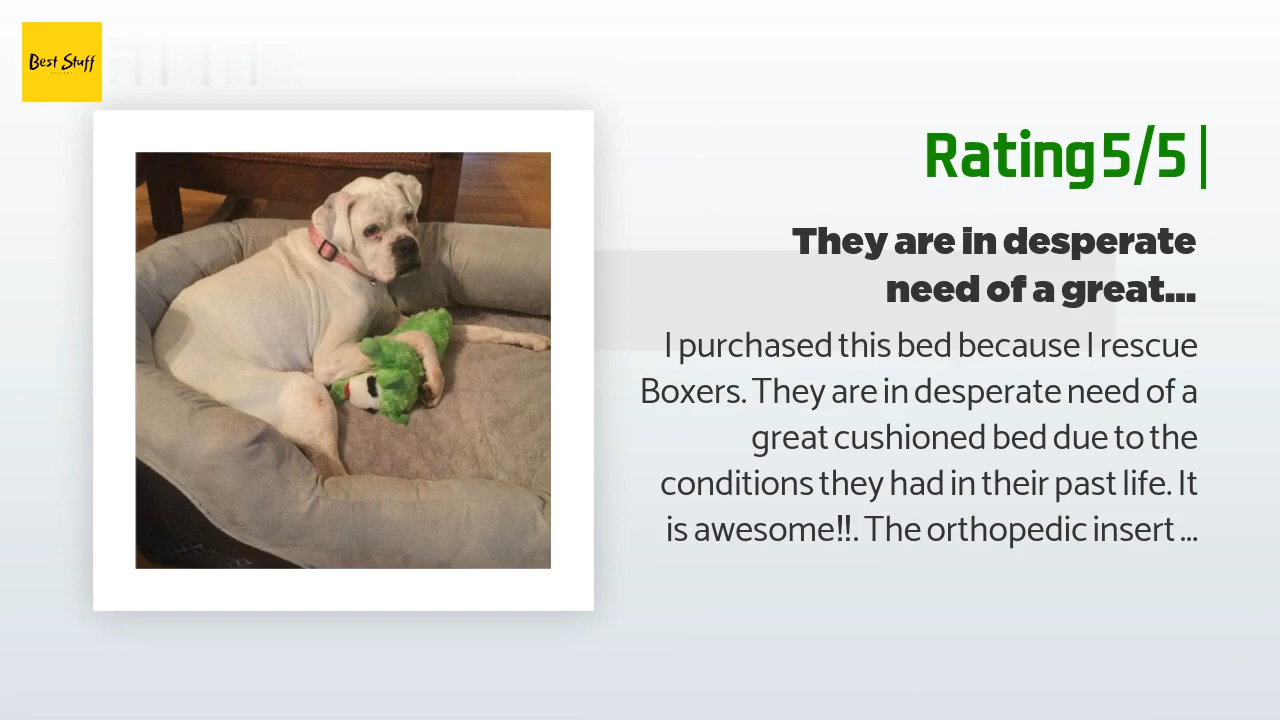 Best Stuff
Rating 5/5 |
They are in desperate
need of a great...
I purchased this bed because I rescue
Boxers. They are in desperate need of a
great cushioned bed due to the
conditions they had in their past life. It
is awesome!!. The orthopedic insert ...